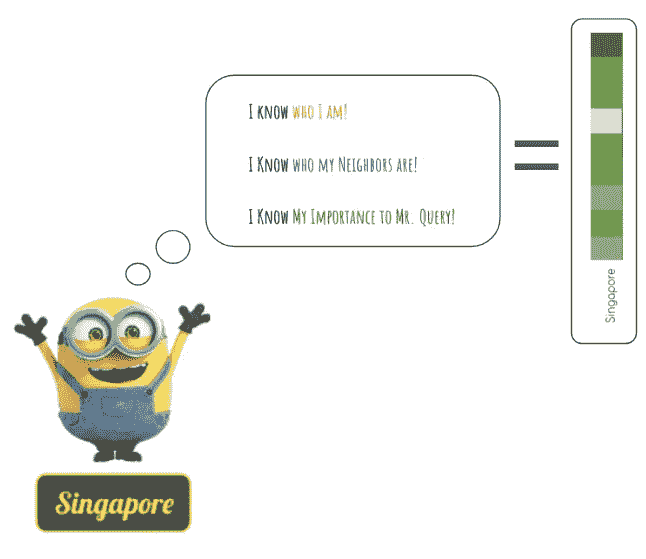 I know who I am!
I Know who my Neighbors are!
I Know My Importance to Mr. Query!
Singapore
Singapore